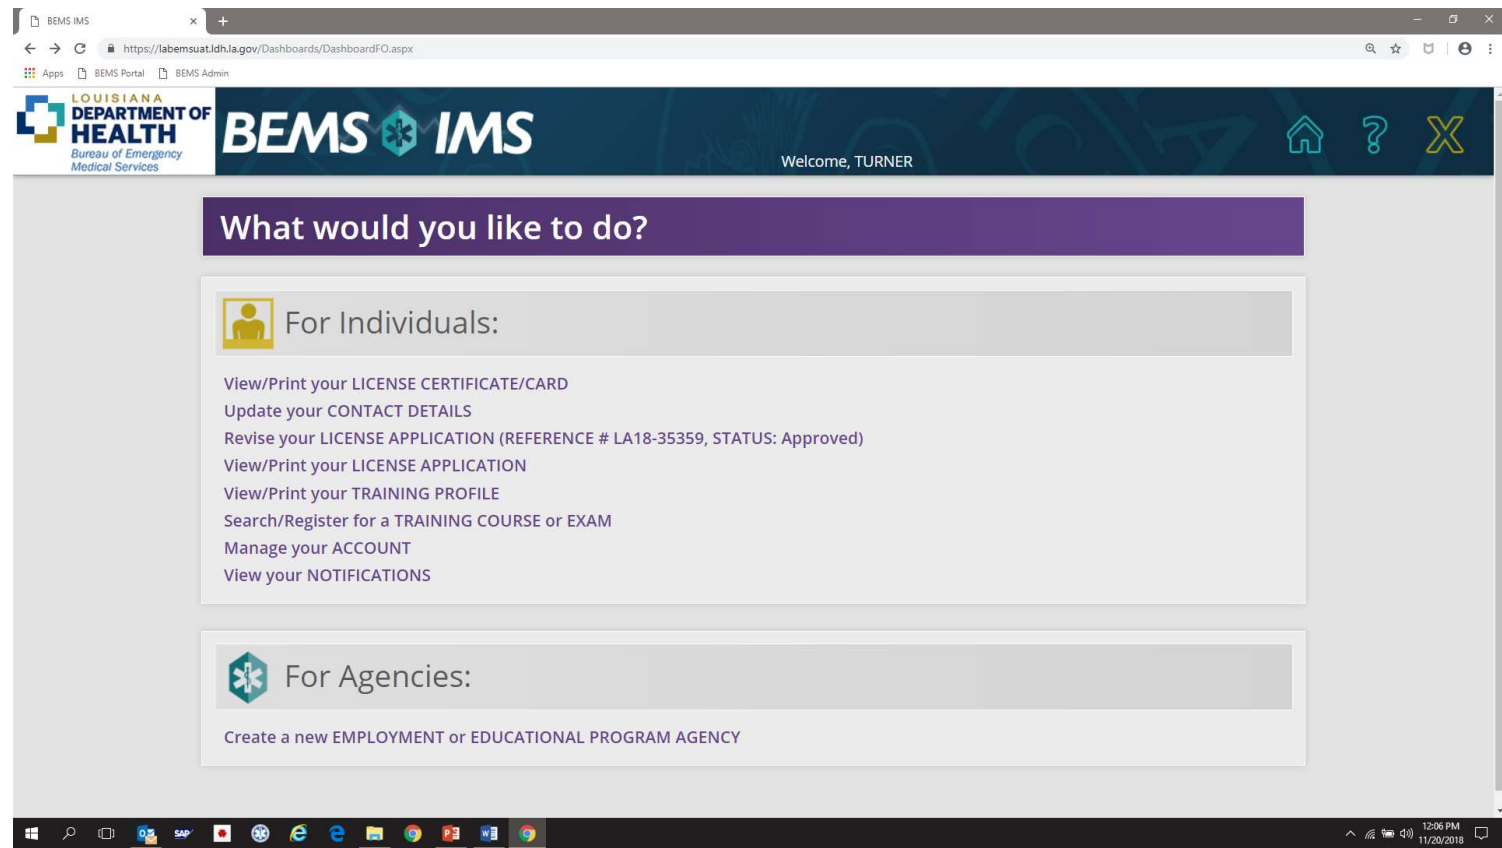 BEMS IMS
https://labemsuat.ldh.la.gov/Dashboards/DashboardFO.aspx
Apps BEMS Portal BEMS Admin
LOUISIANA
DEPARTMENT OF
HEALTH
Bureau of Emergency
Medical Services
BEMS IMS
Welcome, TURNER
What would you like to do?
For Individuals:
View/Print your LICENSE CERTIFICATE/CARD
Update your CONTACT DETAILS
Revise your LICENSE APPLICATION (REFERENCE # LA18-35359, STATUS: Approved)
View/Print your LICENSE APPLICATION
View/Print your TRAINING PROFILE
Search/Register for a TRAINING COURSE or EXAM
Manage your ACCOUNT
View your NOTIFICATIONS
For Agencies:
Create a new EMPLOYMENT or EDUCATIONAL PROGRAM AGENCY
SAP
12:06 PM
11/20/2018